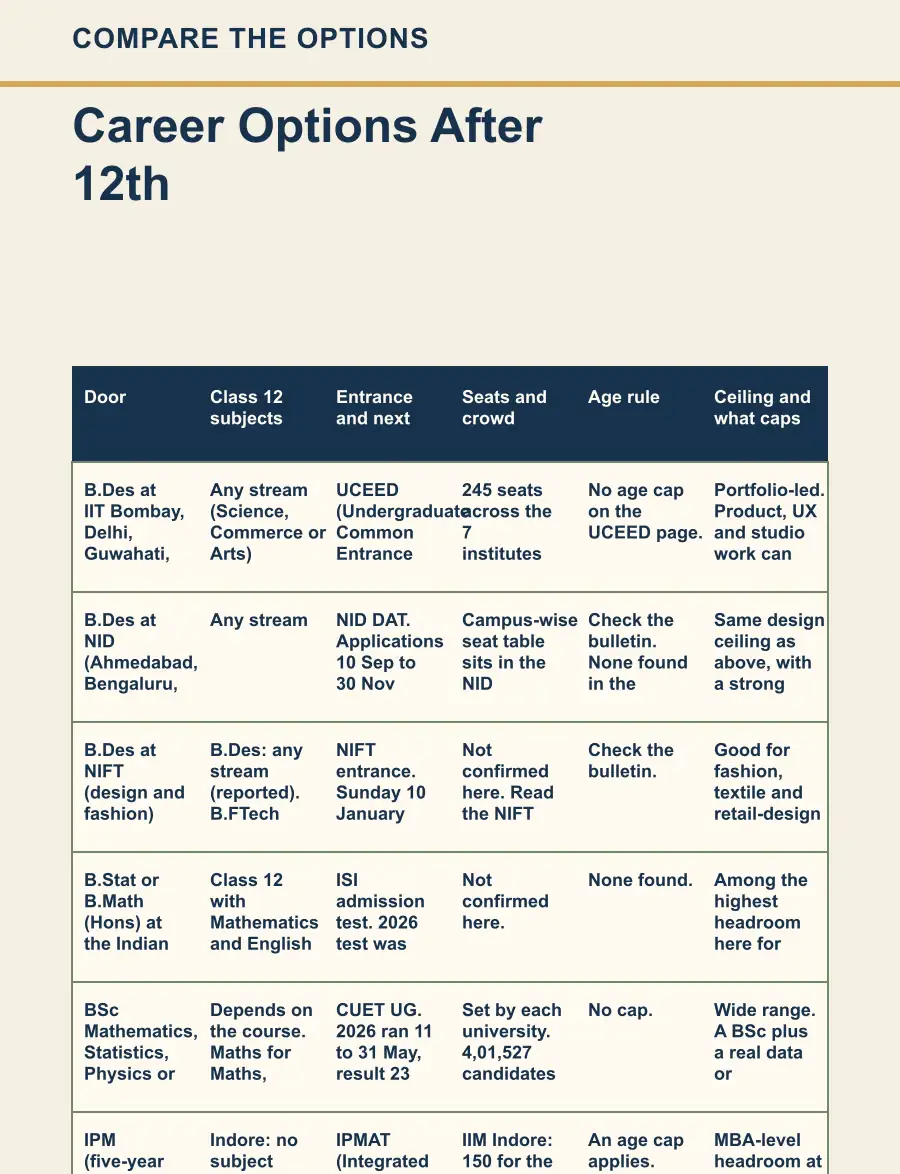 COMPARE THE OPTIONS
Career Options After
12th
Door
Class 12
subjects
Entrance
and next
Seats and
crowd
Age rule
Ceiling and
what caps
B.Des at
IIT Bombay,
Delhi,
Guwahati,
Any stream
(Science,
Commerce or
Arts)
UCEED
(Undergraduate
Common
Entrance
245 seats
across the
7
institutes
No age cap
on the
UCEED page.
Portfolio-led.
Product, UX
and studio
work can
B.Des at
NID
(Ahmedabad,
Bengaluru,
Any stream
NID DAT.
Applications
10 Sep to
30 Nov
Campus-wise
seat table
sits in the
NID
Check the
bulletin.
None found
in the
Same design
ceiling as
above, with
a strong
B.Des at
NIFT
(design and
fashion)
B.Des: any
stream
(reported).
B.FTech
NIFT
entrance.
Sunday 10
January
Not
confirmed
here. Read
the NIFT
Check the
bulletin.
Good for
fashion,
textile and
retail-design
B.Stat or
B.Math
(Hons) at
the Indian
Class 12
with
Mathematics
and English
ISI
admission
test. 2026
test was
Not
confirmed
here.
None found.
Among the
highest
headroom
here for
BSc
Mathematics,
Statistics,
Physics or
Depends on
the course.
Maths for
Maths,
CUET UG.
2026 ran 11
to 31 May,
result 23
Set by each
university.
4,01,527
candidates
No cap.
Wide range.
A BSc plus
a real data
or
IPM
(five-year
Indore: no
subject
IPMAT
(Integrated
IIM Indore:
150 for the
An age cap
applies.
MBA-level
headroom at